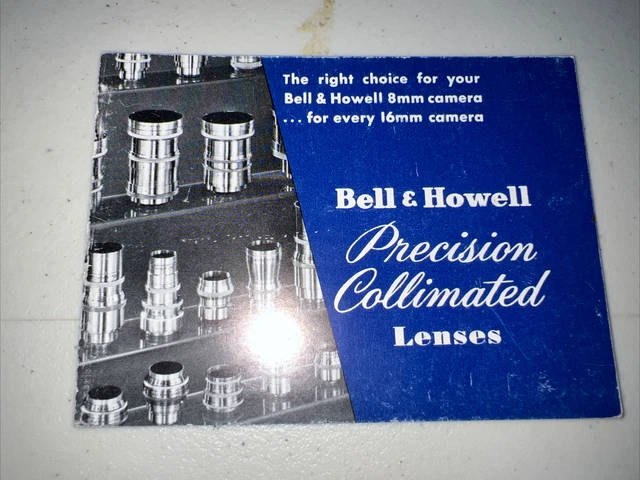 The right choice for your
Bell & Howell 8mm camera
... for every 16mm camera
Bell & Howell
Precision
Collimated
Lenses